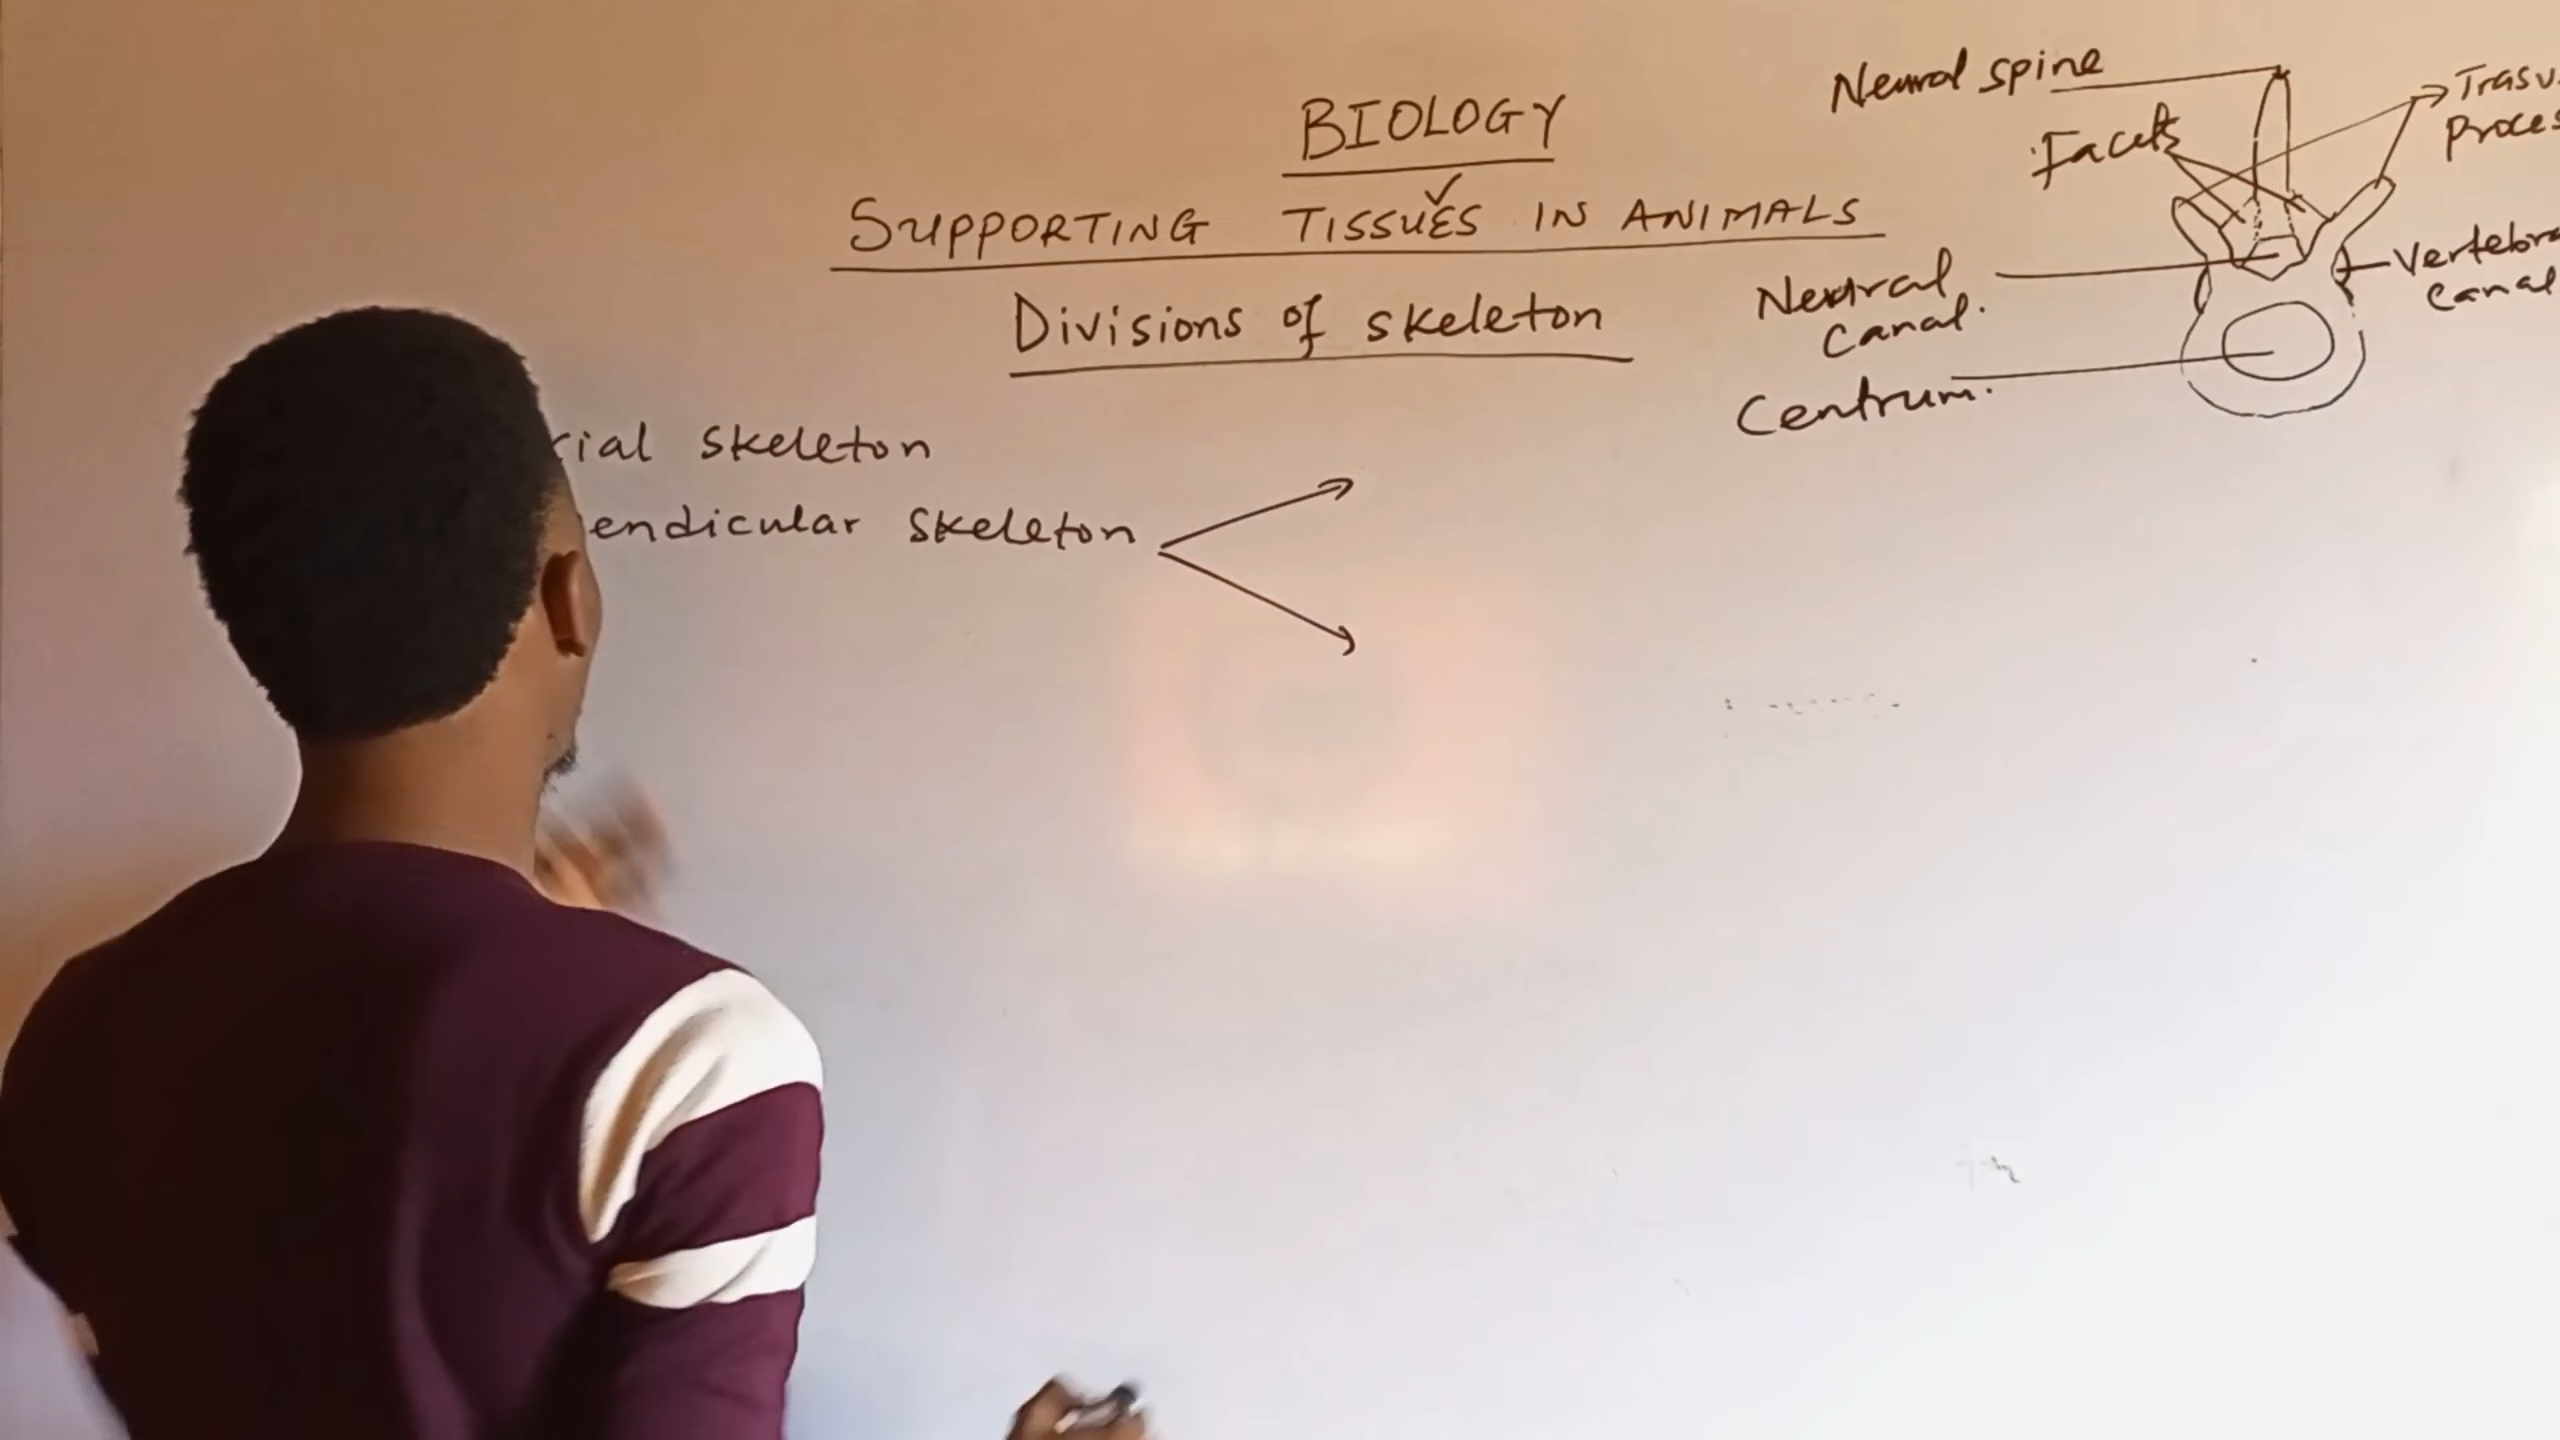 BIOLOGY
SUPPORTING TISSUES IN ANIMALS
Divisions of skeleton
xial skeleton
endicular skeleton
Neural spine
Facets
Neural
Canal.
Centrum.
Trasv
Proces
Vertebra
Canal